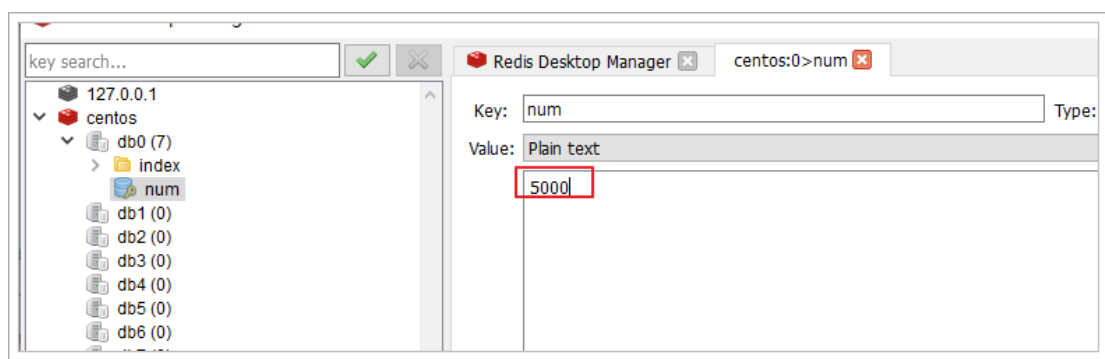 key search...
127.0.0.1
centos
db0 (7)
index
num
db1 (0)
db2 (0)
db3 (0)
db4 (0)
db5 (0)
db6 (0)
Redis Desktop Manager
centos:0>num
Key:
num
Type:
Value:
Plain text
5000